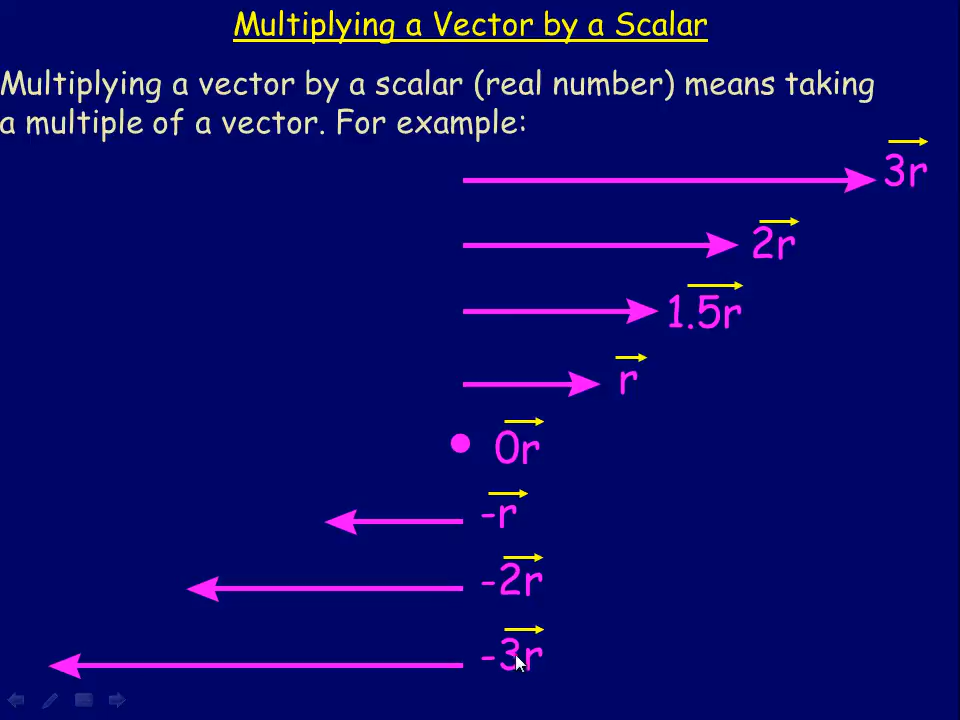 Multiplying a Vector by a Scalar
Multiplying a vector by a scalar (real number) means taking
a multiple of a vector. For example:
3r
2r
1.5r
r
0r
-r
-2r
-3r